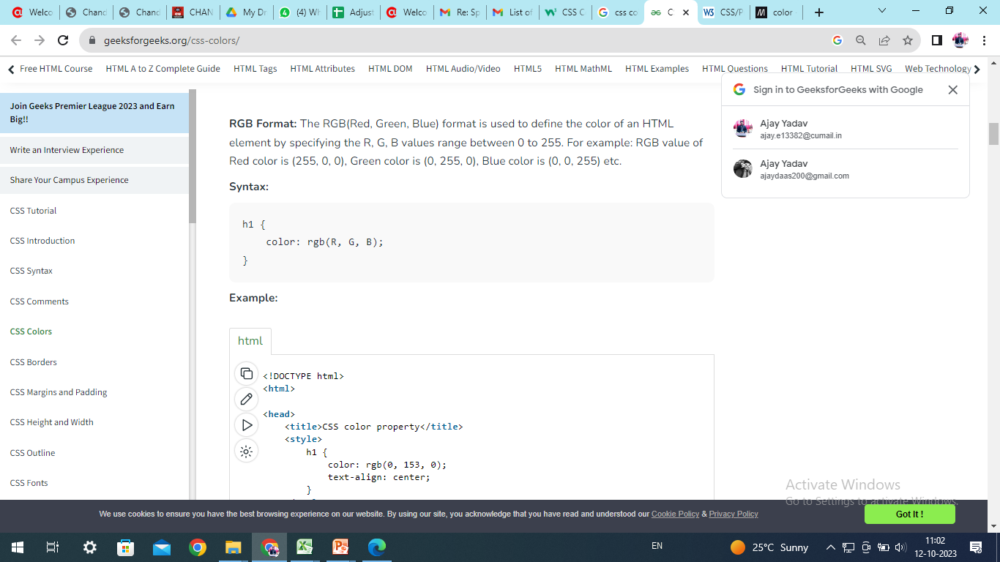 Welco
Chand
Chand
CHAN
My Dr
(4) Wh
Adjust
Welco
Re: Sp
List of
CSS C
css co
C
CSS/P
color
geeksforgeeks.org/css-colors/
Free HTML Course HTML A to Z Complete Guide HTML Tags HTML Attributes HTML DOM HTML Audio/Video HTML5 HTML MathML HTML Examples HTML Questions HTML Tutorial HTML SVG Web Technology
Join Geeks Premier League 2023 and Earn
Big!!
Write an Interview Experience
Share Your Campus Experience
CSS Tutorial
CSS Introduction
CSS Syntax
CSS Comments
CSS Colors
CSS Borders
CSS Margins and Padding
CSS Height and Width
CSS Outline
CSS Fonts
RGB Format: The RGB(Red, Green, Blue) format is used to define the color of an HTML
element by specifying the R, G, B values range between 0 to 255. For example: RGB value of
Red color is (255, 0, 0), Green color is (0, 255, 0), Blue color is (0, 0, 255) etc.
Syntax:
h1 {
    color: rgb(R, G, B);
}
Example:
html
<!DOCTYPE html>
<html>
<head>
    <title>CSS color property</title>
    <style>
        h1 {
            color: rgb(0, 153, 0);
            text-align: center;
        }
Sign in to GeeksforGeeks with Google
Ajay Yadav
ajay.e13382@cumail.in
Ajay Yadav
ajaydaas200@gmail.com
Activate Windows
Go to Settings to activate Windows.
We use cookies to ensure you have the best browsing experience on our website. By using our site, you acknowledge that you have read and understood our Cookie Policy & Privacy Policy
Got It !
EN
25°C Sunny
11:02
12-10-2023